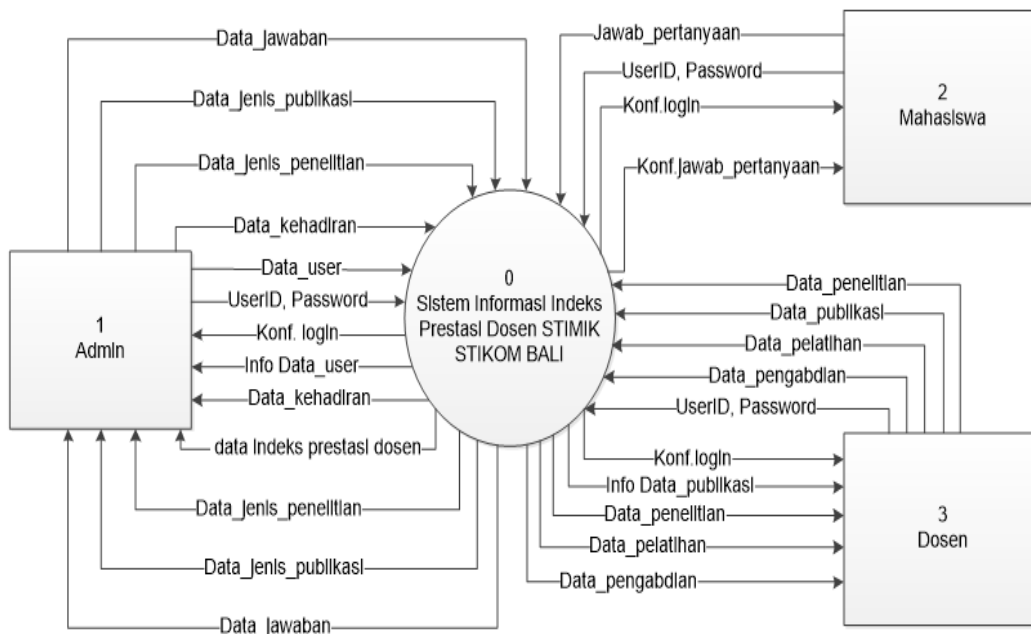 Data_jawaban
Data_jenis_publikasi
Data_jenis_penelitian
Data_kehadiran
Data_user
UserID, Password
Konf. login
Info Data_user
Data_kehadiran
data indeks prestasi dosen
Data_jenis_penelitian
Data_jenis_publikasi
Data_jawaban
1
Admin
0
Sistem Informasi Indeks
Prestasi Dosen STIMIK
STIKOM BALI
Jawab_pertanyaan
UserID, Password
Konf.login
Konf.jawab_pertanyaan
2
Mahasiswa
Data_penelitian
Data_publikasi
Data_pelatihan
Data_pengabdian
UserID, Password
Konf.login
Info Data_publikasi
Data_penelitian
Data_pelatihan
Data_pengabdian
3
Dosen